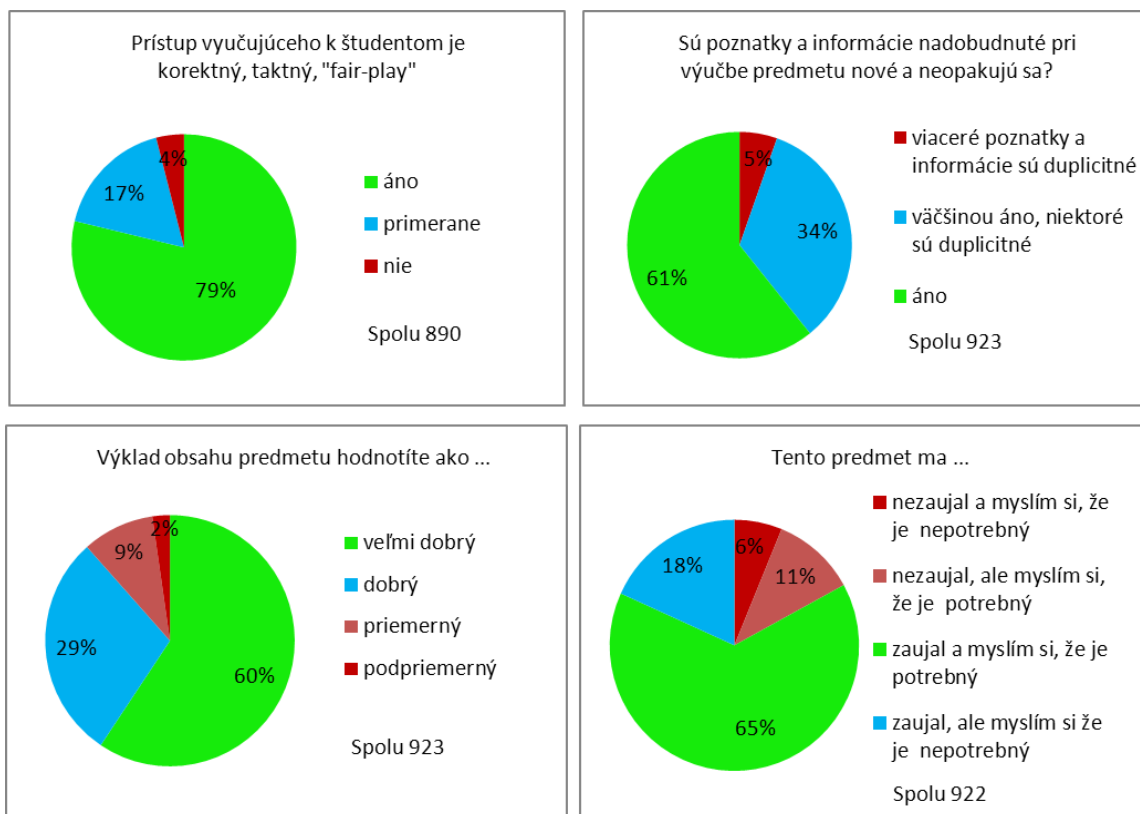 Prístup vyučujúceho k študentom je
korektný, taktný, "fair-play"
4%
17%
79%
áno
primerane
nie
Spolu 890
Sú poznatky a informácie nadobudnuté pri
výučbe predmetu nové a neopakujú sa?
5%
34%
61%
viaceré poznatky a
informácie sú duplicitné
väčšinou áno, niektoré
sú duplicitné
áno
Spolu 923
Výklad obsahu predmetu hodnotíte ako ...
2%
9%
29%
60%
veľmi dobrý
dobrý
priemerný
podpriemerný
Spolu 923
Tento predmet ma ...
6%
18%
11%
65%
nezaujal a myslím si, že
je nepotrebný
nezaujal, ale myslím si,
že je potrebný
zaujal a myslím si, že je
potrebný
zaujal, ale myslím si že
je nepotrebný
Spolu 922